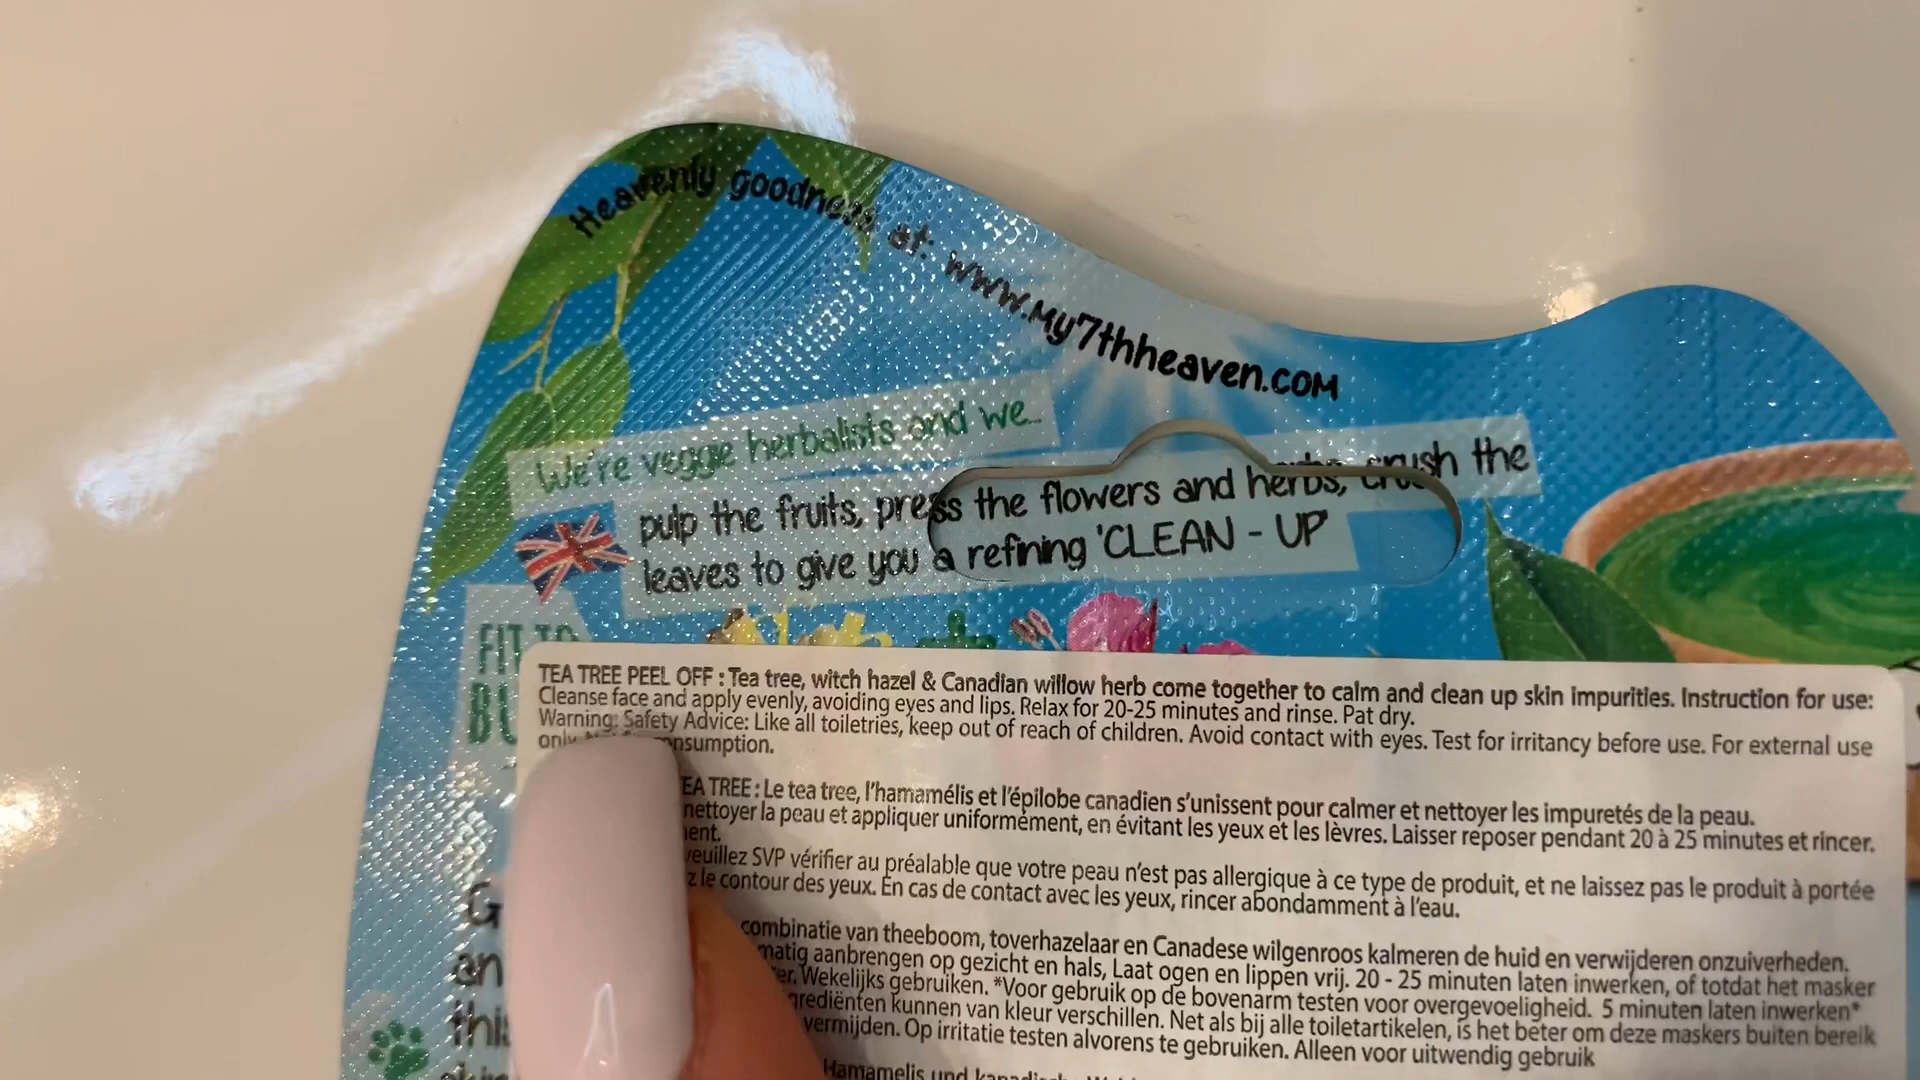 Heavenly goodness at: www.My7thheaven.com
We're veggie herbalists and we...
pulp the fruits, press the flowers and herbs, crush the
leaves to give you a refining 'CLEAN - UP'
FIT TO
TEA TREE PEEL OFF : Tea tree, witch hazel & Canadian willow herb come together to calm and clean up skin impurities. Instruction for use:
Cleanse face and apply evenly, avoiding eyes and lips. Relax for 20-25 minutes and rinse. Pat dry.
Warning: Safety Advice: Like all toiletries, keep out of reach of children. Avoid contact with eyes. Test for irritancy before use. For external use
only
TREE : Le tea tree, l'hamamélis et l'épilobe canadien s'unissent pour calmer et nettoyer les impuretés de la peau.
nettoyer la peau et appliquer uniformément, en évitant les yeux et les lèvres. Laisser reposer pendant 20 à 25 minutes et rincer.
veuillez SVP vérifier au préalable que votre peau n'est pas allergique à ce type de produit, et ne laissez pas le produit à portée
le contour des yeux. En cas de contact avec les yeux, rincer abondamment à l'eau.
combinatie van theeboom, toverhazelaar en Canadese wilgenroos kalmeren de huid en verwijderen onzuiverheden.
aanbrengen op gezicht en hals, Laat ogen en lippen vrij. 20 - 25 minuten laten inwerken, of totdat het masker
Wekelijks gebruiken. *Voor gebruik op de bovenarm testen voor overgevoeligheid. 5 minuten laten inwerken*
kunnen van kleur verschillen. Net als bij alle toiletartikelen, is het beter om deze maskers buiten bereik
vermijden. Op irritatie testen alvorens te gebruiken. Alleen voor uitwendig gebruik
Hamamelis und